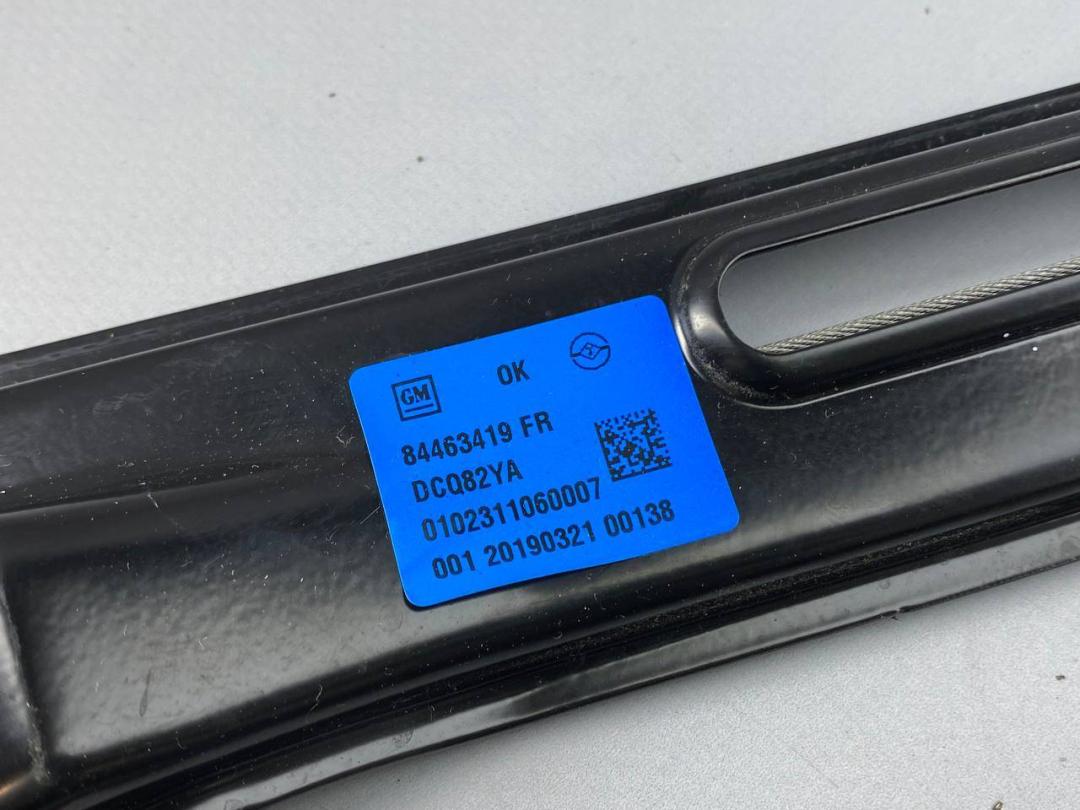 GM OK
84463419 FR
DCQ82YA
0102311060007
001 20190321 00138